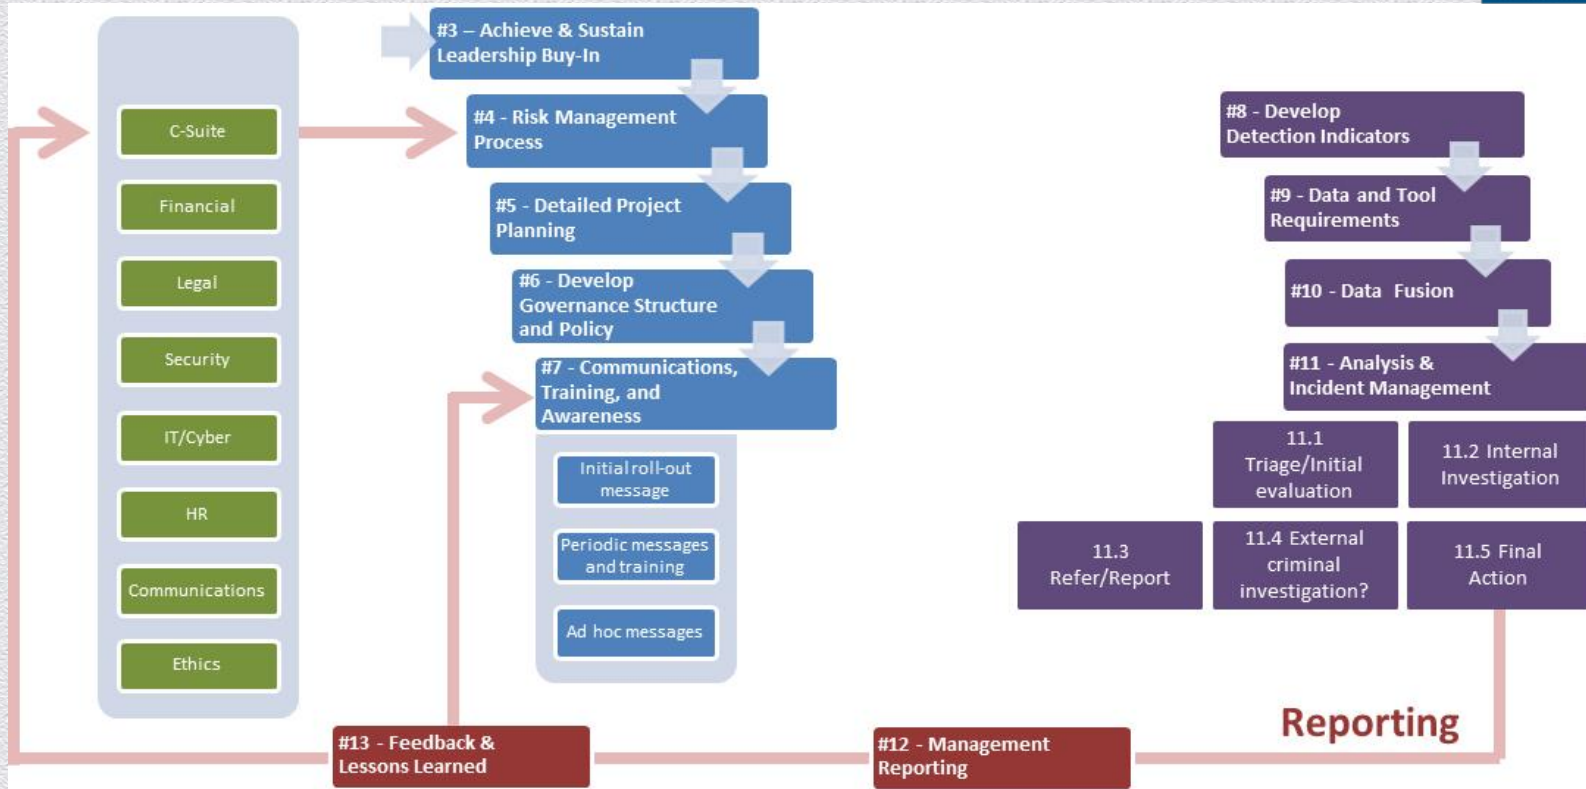 C-Suite
Financial
Legal
Security
IT/Cyber
HR
Communications
Ethics
#3 – Achieve & Sustain
Leadership Buy-In
#4 - Risk Management
Process
#5 - Detailed Project
Planning
#6 - Develop
Governance Structure
and Policy
#7 - Communications,
Training, and
Awareness
Initial roll-out
message
Periodic messages
and training
Ad hoc messages
#8 - Develop
Detection Indicators
#9 - Data and Tool
Requirements
#10 - Data Fusion
#11 - Analysis &
Incident Management
11.1
Triage/Initial
evaluation
11.2 Internal
Investigation
11.3
Refer/Report
11.4 External
criminal
investigation?
11.5 Final
Action
Reporting
#12 - Management
Reporting
#13 - Feedback &
Lessons Learned